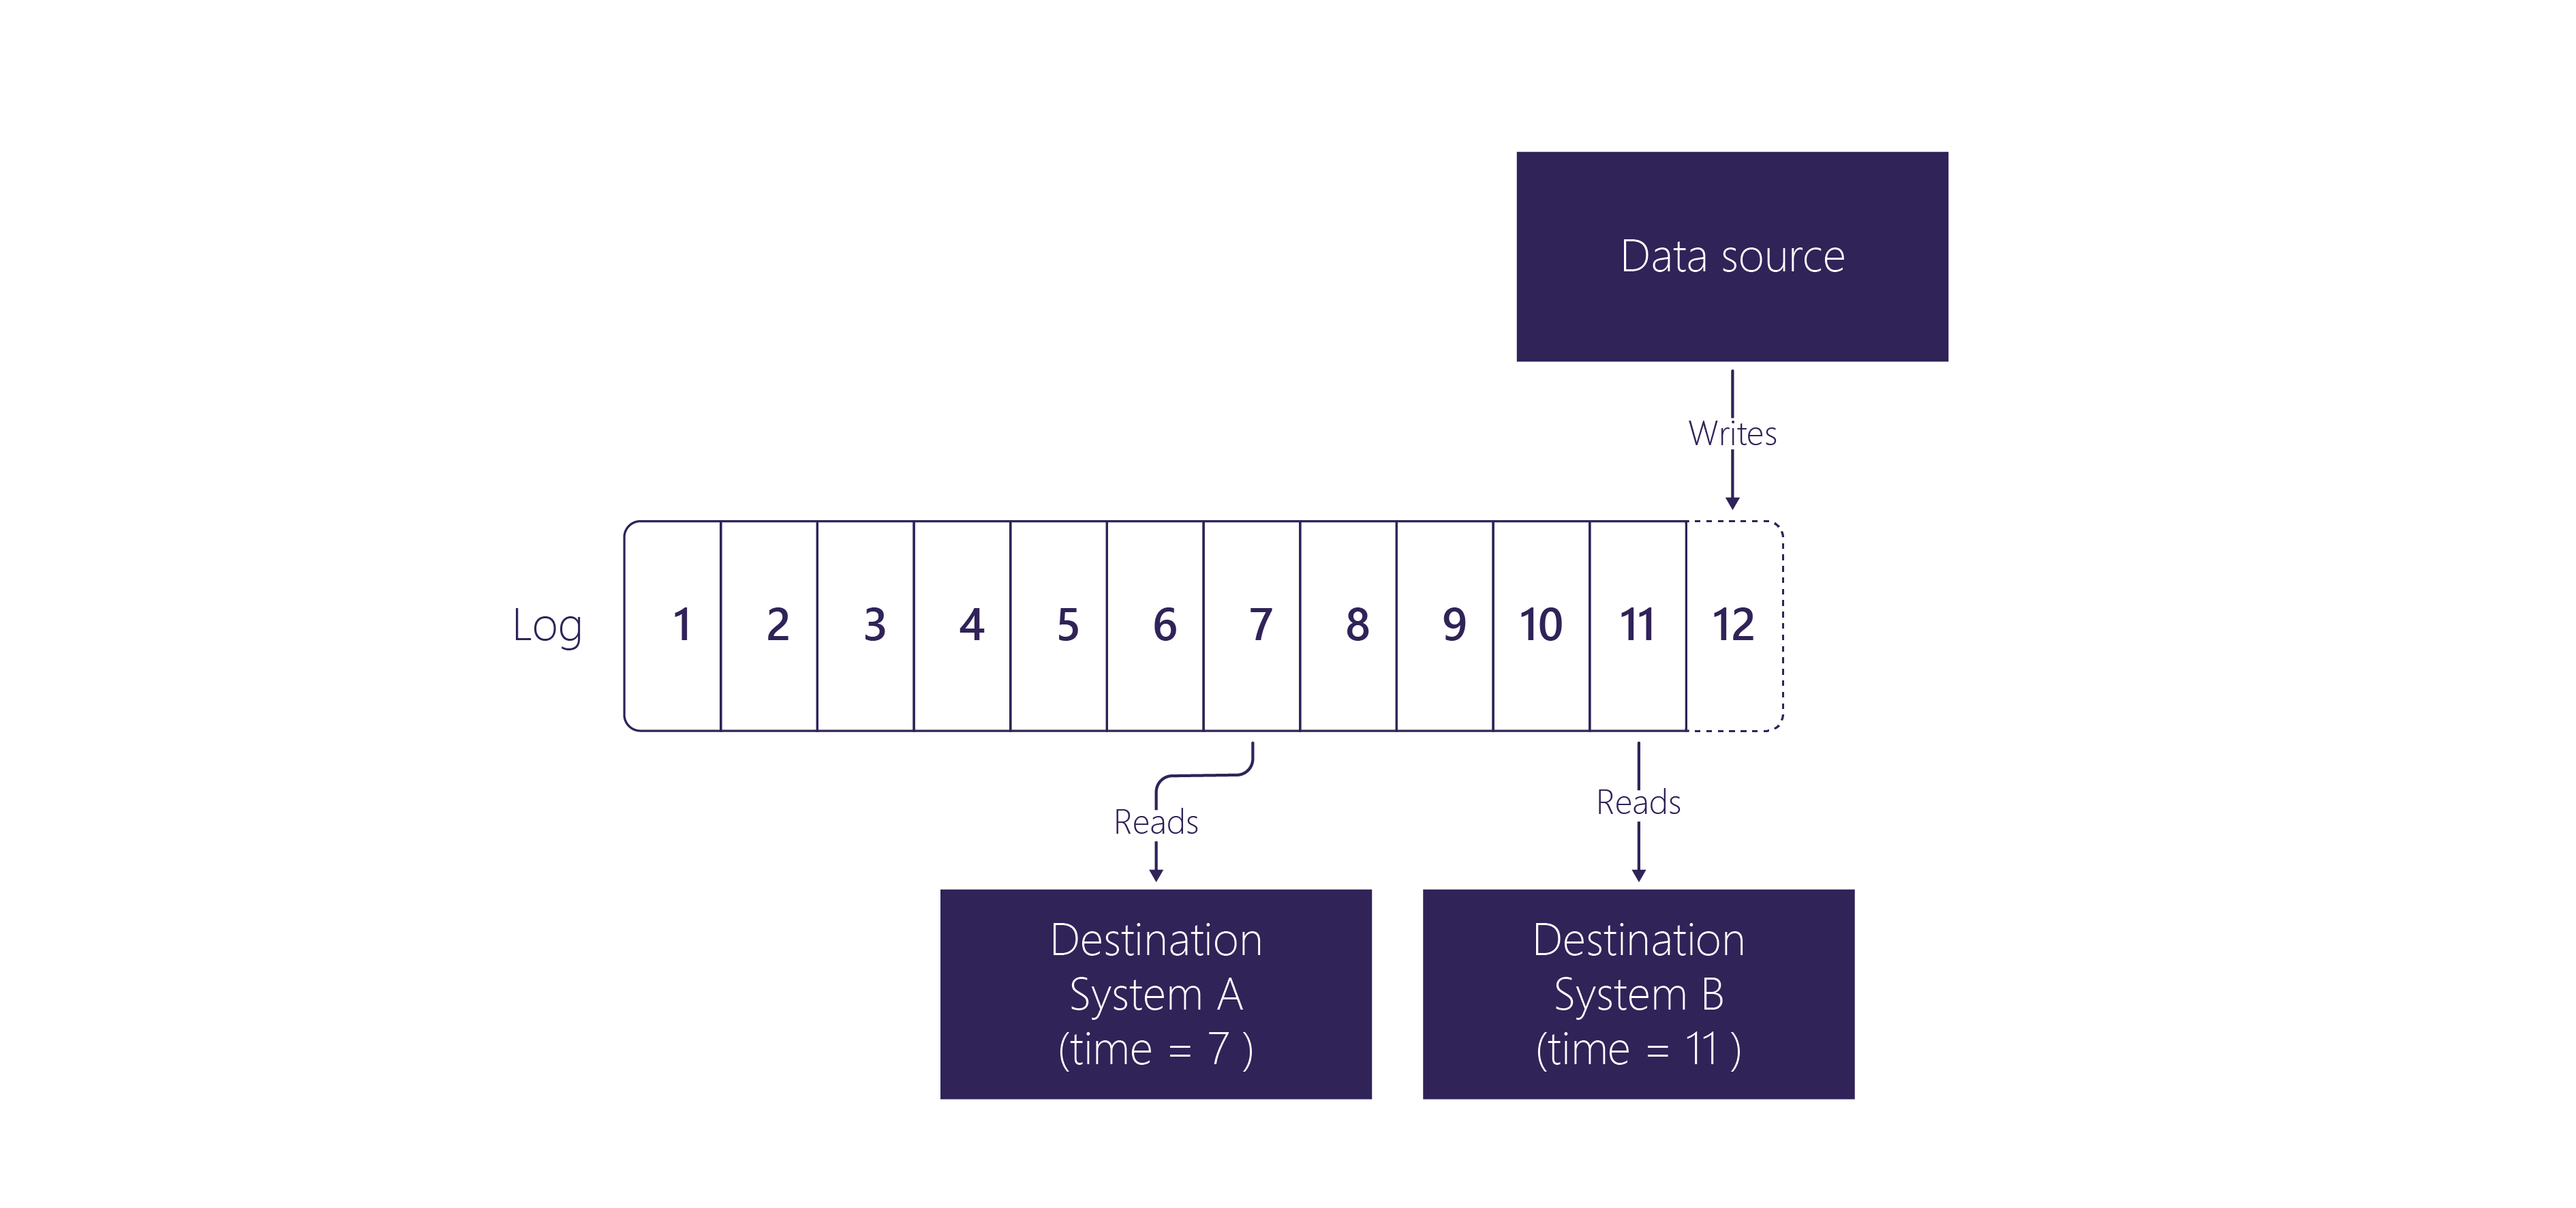 Data source
Writes
Log 1 2 3 4 5 6 7 8 9 10 11 12
Reads
Reads
Destination
System A
(time = 7 )
Destination
System B
(time = 11 )